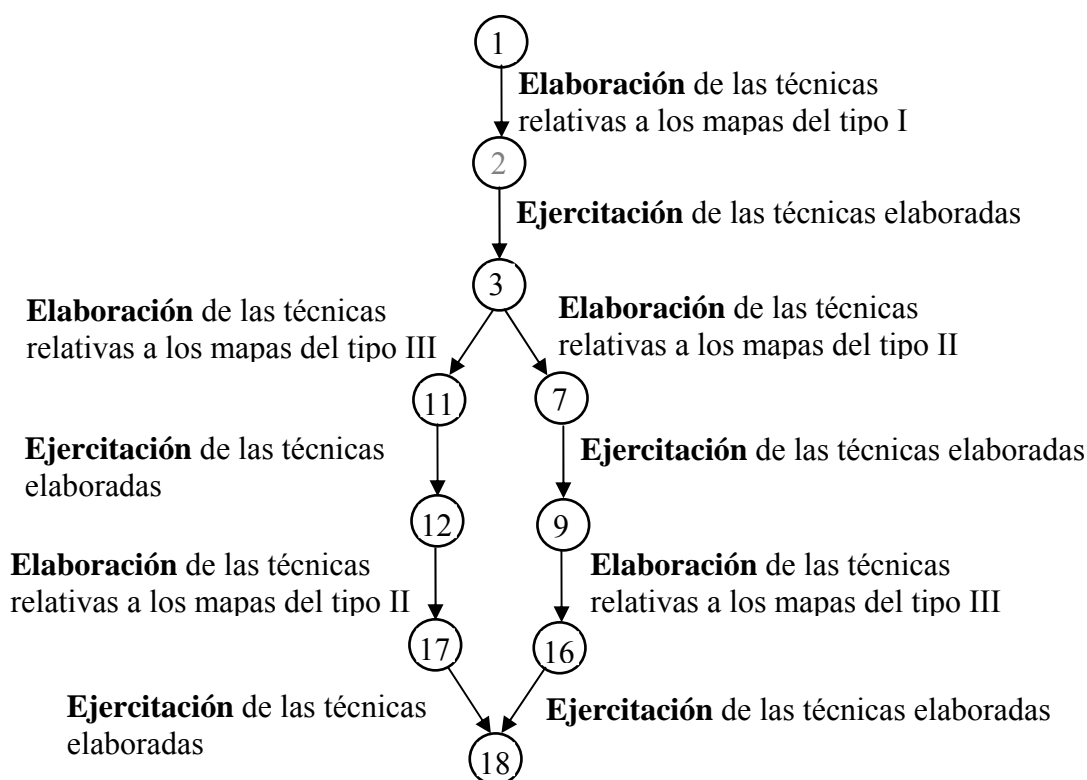 1
Elaboración de las técnicas
relativas a los mapas del tipo I
2
Ejercitación de las técnicas elaboradas
3
Elaboración de las técnicas
relativas a los mapas del tipo III
Elaboración de las técnicas
relativas a los mapas del tipo II
11
7
Ejercitación de las técnicas
elaboradas
Ejercitación de las técnicas elaboradas
12
9
Elaboración de las técnicas
relativas a los mapas del tipo II
Elaboración de las técnicas
relativas a los mapas del tipo III
17
16
Ejercitación de las técnicas
elaboradas
Ejercitación de las técnicas elaboradas
18